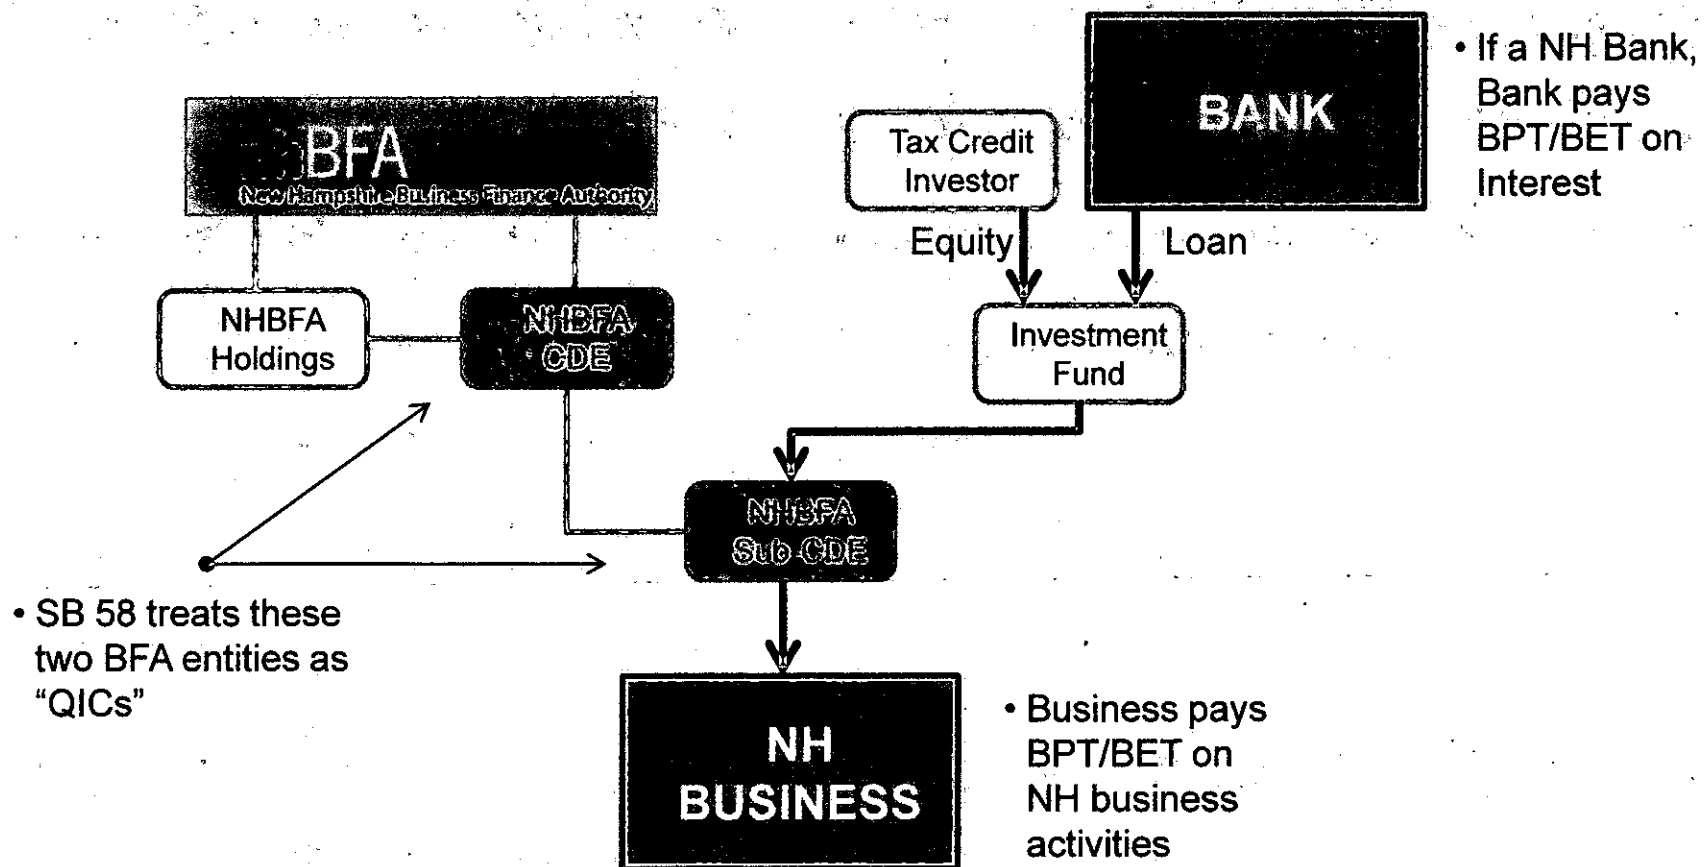 BFA
New Hampshire Business Finance Authority
Tax Credit
Investor
BANK
• If a NH Bank,
Bank pays
BPT/BET on
Interest
Equity
Loan
NHBFA
Holdings
NHBFA
CDE
Investment
Fund
NHBFA
Sub CDE
• SB 58 treats these
two BFA entities as
“QICs”
NH
BUSINESS
• Business pays
BPT/BET on
NH business
activities